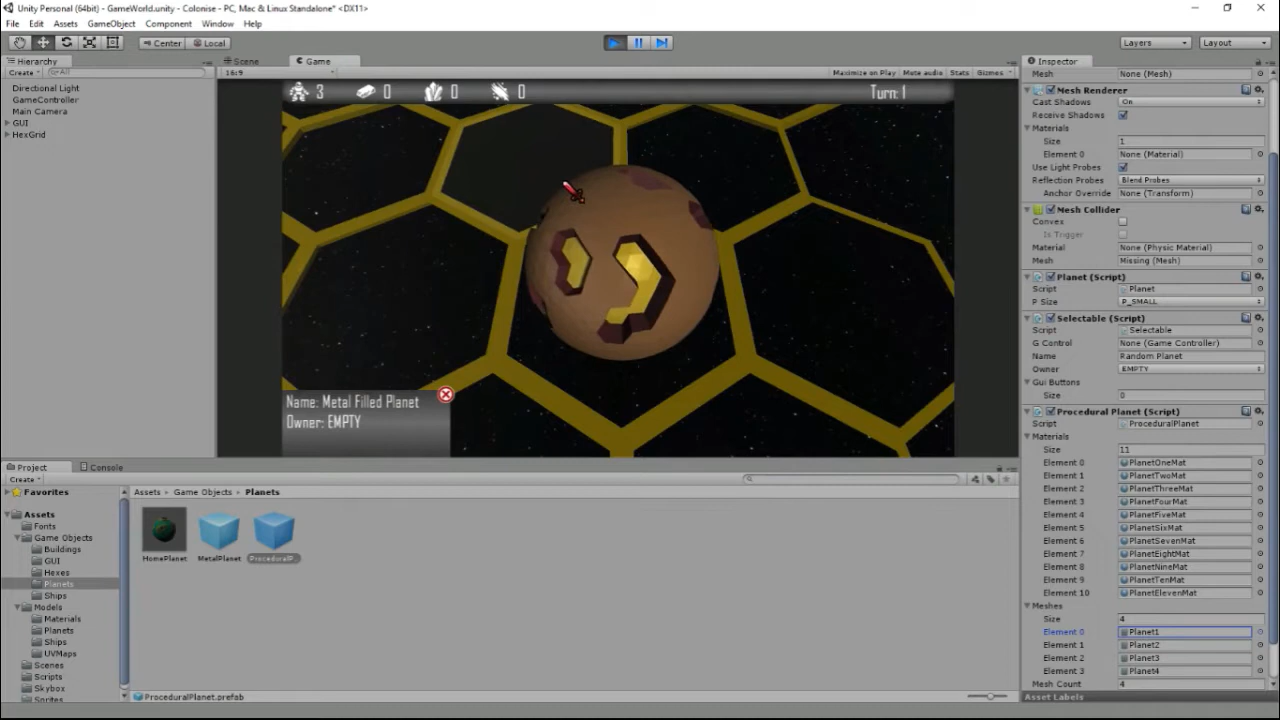 Unity Personal (64bit) - GameWorld.unity - Colonise - PC, Mac & Linux Standalone* <DX11>
File Edit Assets GameObject Component Window Help
Center Local Layers Layout
Hierarchy Scene Game Inspector
Create All 16:9 Maximize on Play Mute audio Stats Gizmos
Directional Light
GameController
Main Camera
GUI
HexGrid
3 0 0 0 Turn: 1
Name: Metal Filled Planet
Owner: EMPTY
Mesh None (Mesh)
Mesh Renderer
Cast Shadows On
Receive Shadows
Materials
Size 1
Element 0 None (Material)
Use Light Probes
Reflection Probes Blend Probes
Anchor Override None (Transform)
Mesh Collider
Convex
Is Trigger
Material None (Physic Material)
Mesh Missing (Mesh)
Planet (Script)
Script Planet
P Size P_SMALL
Selectable (Script)
Script Selectable
G Control None (Game Controller)
Name Random Planet
Owner EMPTY
Gui Buttons
Size 0
Procedural Planet (Script)
Script ProceduralPlanet
Materials
Size 11
Element 0 PlanetOneMat
Element 1 PlanetTwoMat
Element 2 PlanetThreeMat
Element 3 PlanetFourMat
Element 4 PlanetFiveMat
Element 5 PlanetSixMat
Element 6 PlanetSevenMat
Element 7 PlanetEightMat
Element 8 PlanetNineMat
Element 9 PlanetTenMat
Element 10 PlanetElevenMat
Meshes
Size 4
Element 0 Planet1
Element 1 Planet2
Element 2 Planet3
Element 3 Planet4
Mesh Count 4
Asset Labels
Project Console
Create
Favorites
Assets
Fonts
Game Objects
Buildings
GUI
Hexes
Planets
Ships
Models
Materials
Planets
Ships
UVMaps
Scenes
Scripts
Skybox
Sprites
Assets Game Objects Planets
HomePlanet MetalPlanet ProceduralP...
ProceduralPlanet.prefab